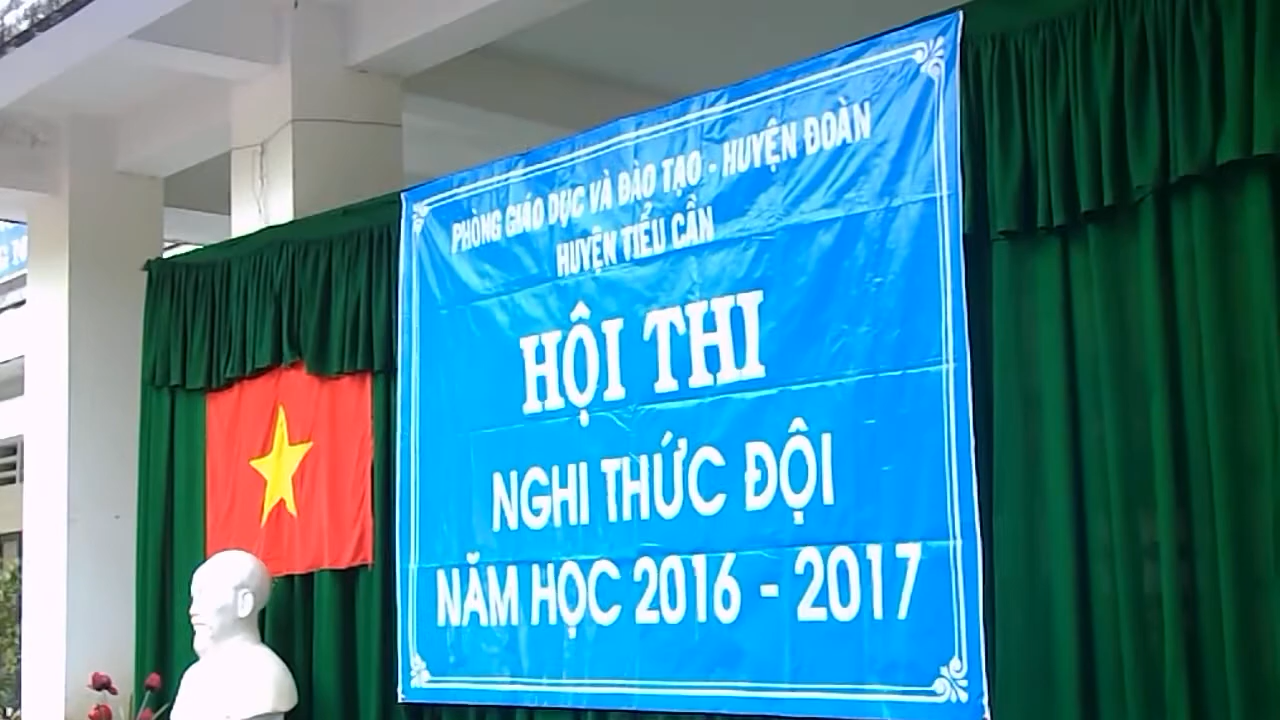 PHÒNG GIÁO DỤC VÀ ĐÀO TẠO - HUYỆN ĐOÀN
HUYỆN TIỂU CẦN
HỘI THI
NGHI THỨC ĐỘI
NĂM HỌC 2016 - 2017